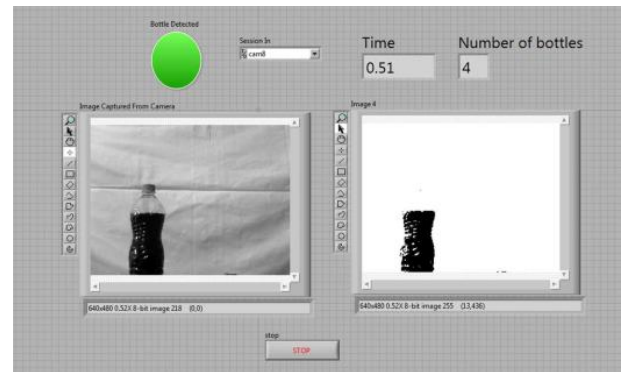 Bottle Detected
Session In
cam8
Time
Number of bottles
0.51
4
Image Captured From Camera
Image 4
640x480 0.52X 8-bit image 218 (0,0)
640x480 0.52X 8-bit image 255 (13,436)
stop
STOP